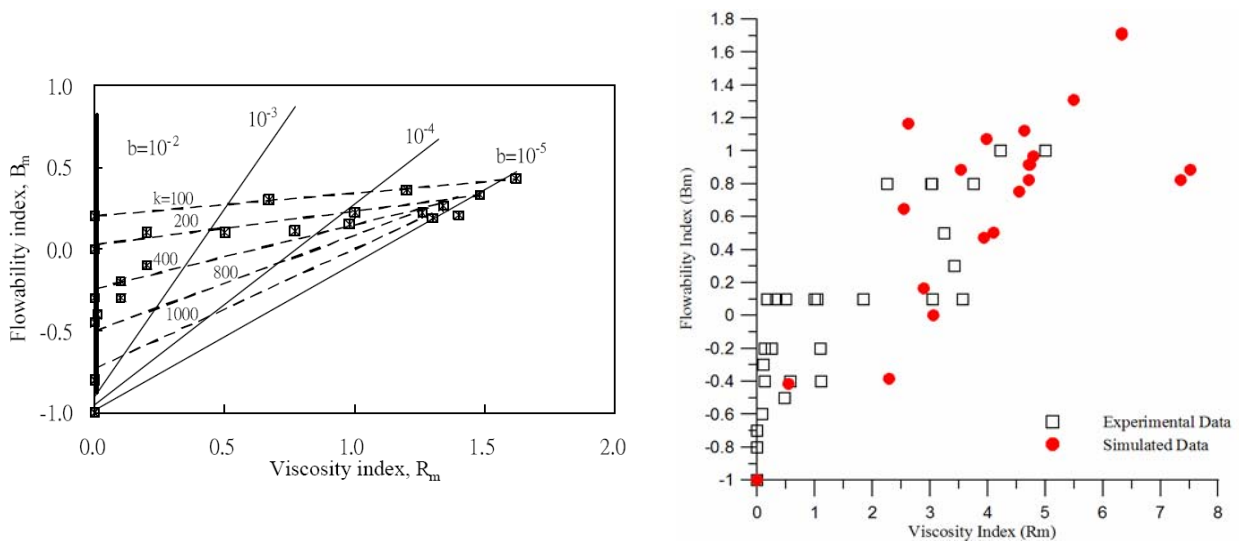 1.0
0.5
0.0
-0.5
-1.0
Flowability index, B_m
b=10^-2
10^-3
10^-4
b=10^-5
k=100
200
400
800
1000
0.0 0.5 1.0 1.5 2.0
Viscosity index, R_m
1.8
1.6
1.4
1.2
1
0.8
0.6
0.4
0.2
0
-0.2
-0.4
-0.6
-0.8
-1
Flowability Index (Bm)
Experimental Data
Simulated Data
0 1 2 3 4 5 6 7 8
Viscosity Index (Rm)